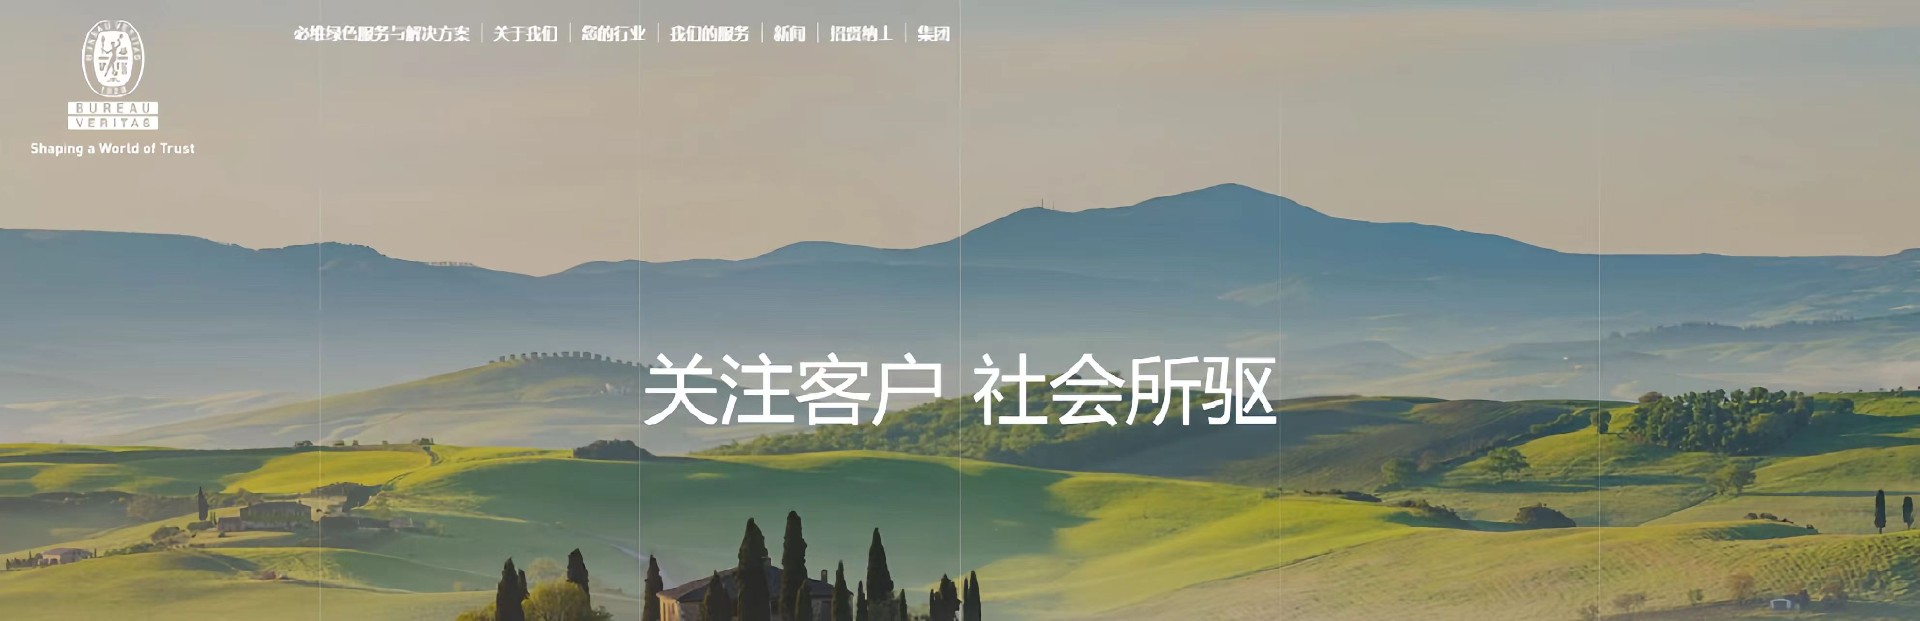 必维绿色服务与解决方案 | 关于我们 | 您的行业 | 我们的服务 | 新闻 | 招贤纳士 | 集团
1828
BUREAU
VERITAS
Shaping a World of Trust
关注客户 社会所驱